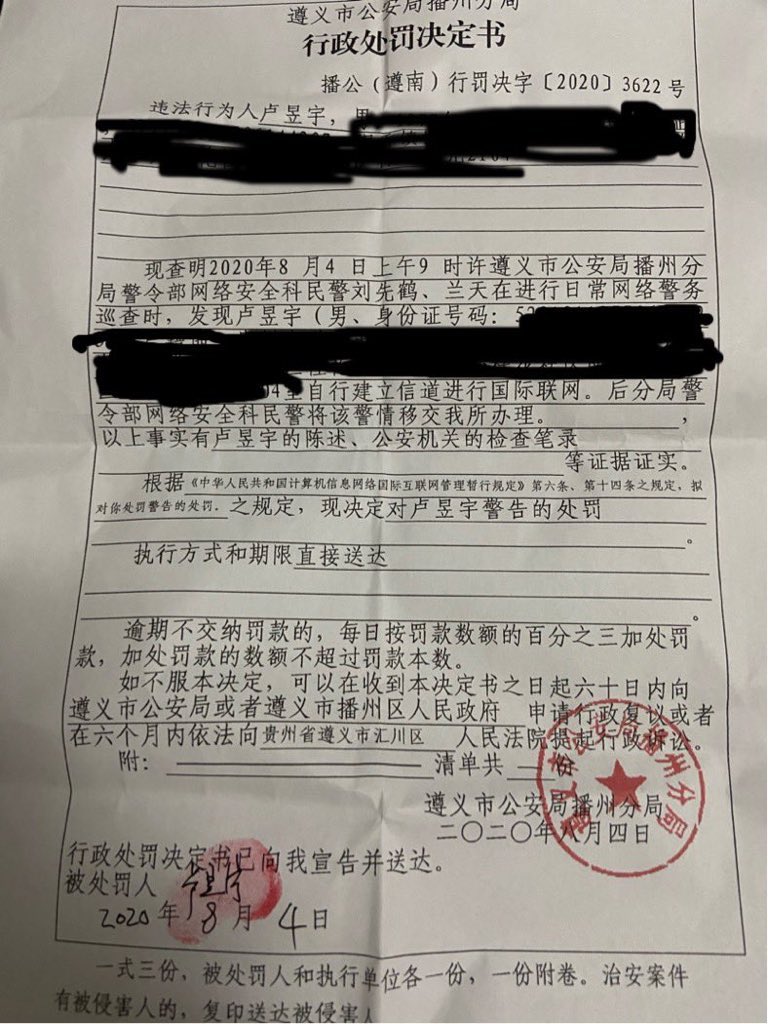 遵义市公安局播州分局
行政处罚决定书
播公（遵南）行罚决字〔2020〕3622号
违法行为人卢昱宇，男
现查明2020年8月4日上午9时许遵义市公安局播州分
局警令部网络安全科民警刘先鹤、兰天在进行日常网络警务
巡查时，发现卢昱宇（男、身份证号码：
自行建立信道进行国际联网。后分局警
令部网络安全科民警将该警情移交我所办理。，
以上事实有卢昱宇的陈述、公安机关的检查笔录
等证据证实。
根据《中华人民共和国计算机信息网络国际互联网管理暂行规定》第六条、第十四条之规定，拟
对你处罚警告的处罚．之规定，现决定对卢昱宇警告的处罚
。
执行方式和期限直接送达
。
逾期不交纳罚款的，每日按罚款数额的百分之三加处罚
款，加处罚款的数额不超过罚款本数。
如不服本决定，可以在收到本决定书之日起六十日内向
遵义市公安局或者遵义市播州区人民政府 申请行政复议或者
在六个月内依法向贵州省遵义市汇川区 人民法院提起行政诉讼。
附： 清单共 一 份
遵义市公安局播州分局
二〇二〇年八月四日
遵义市公安局播州分局
行政处罚决定书已向我宣告并送达。
被处罚人 卢昱宇
2020年8月4日
一式三份，被处罚人和执行单位各一份，一份附卷。治安案件
有被侵害人的，复印送达被侵害人